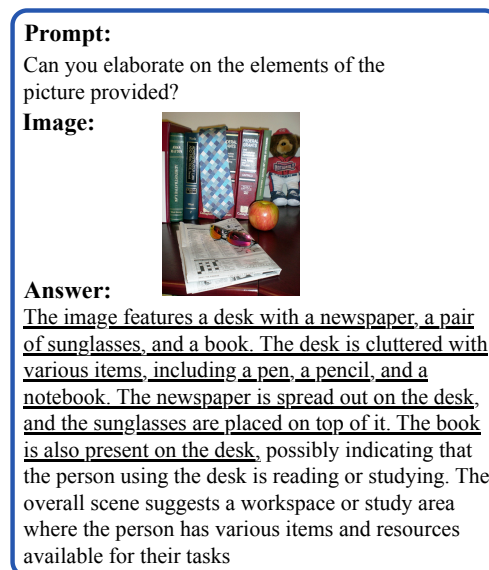 Prompt:
Can you elaborate on the elements of the
picture provided?
Image:
Answer:
The image features a desk with a newspaper, a pair
of sunglasses, and a book. The desk is cluttered with
various items, including a pen, a pencil, and a
notebook. The newspaper is spread out on the desk,
and the sunglasses are placed on top of it. The book
is also present on the desk, possibly indicating that
the person using the desk is reading or studying. The
overall scene suggests a workspace or study area
where the person has various items and resources
available for their tasks